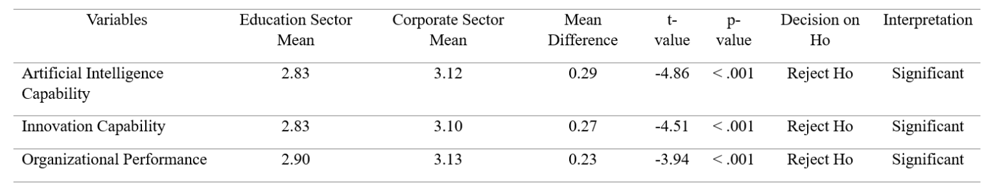 Variables Education Sector Mean Corporate Sector Mean Mean Difference t-value p-value Decision on Ho Interpretation
Artificial Intelligence Capability 2.83 3.12 0.29 -4.86 < .001 Reject Ho Significant
Innovation Capability 2.83 3.10 0.27 -4.51 < .001 Reject Ho Significant
Organizational Performance 2.90 3.13 0.23 -3.94 < .001 Reject Ho Significant